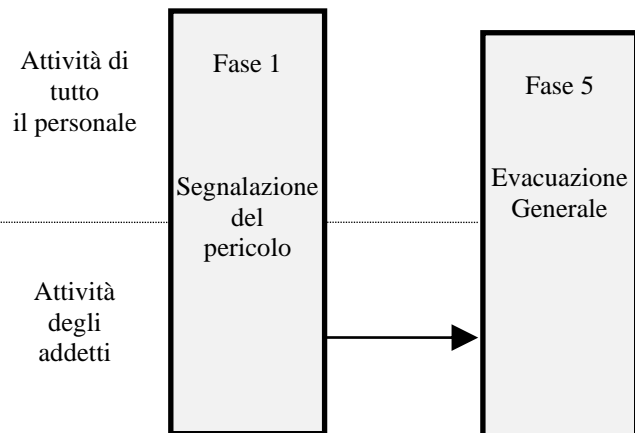 Attività di
tutto
il personale
Fase 1
Segnalazione
del
pericolo
Fase 5
Evacuazione
Generale
Attività
degli
addetti